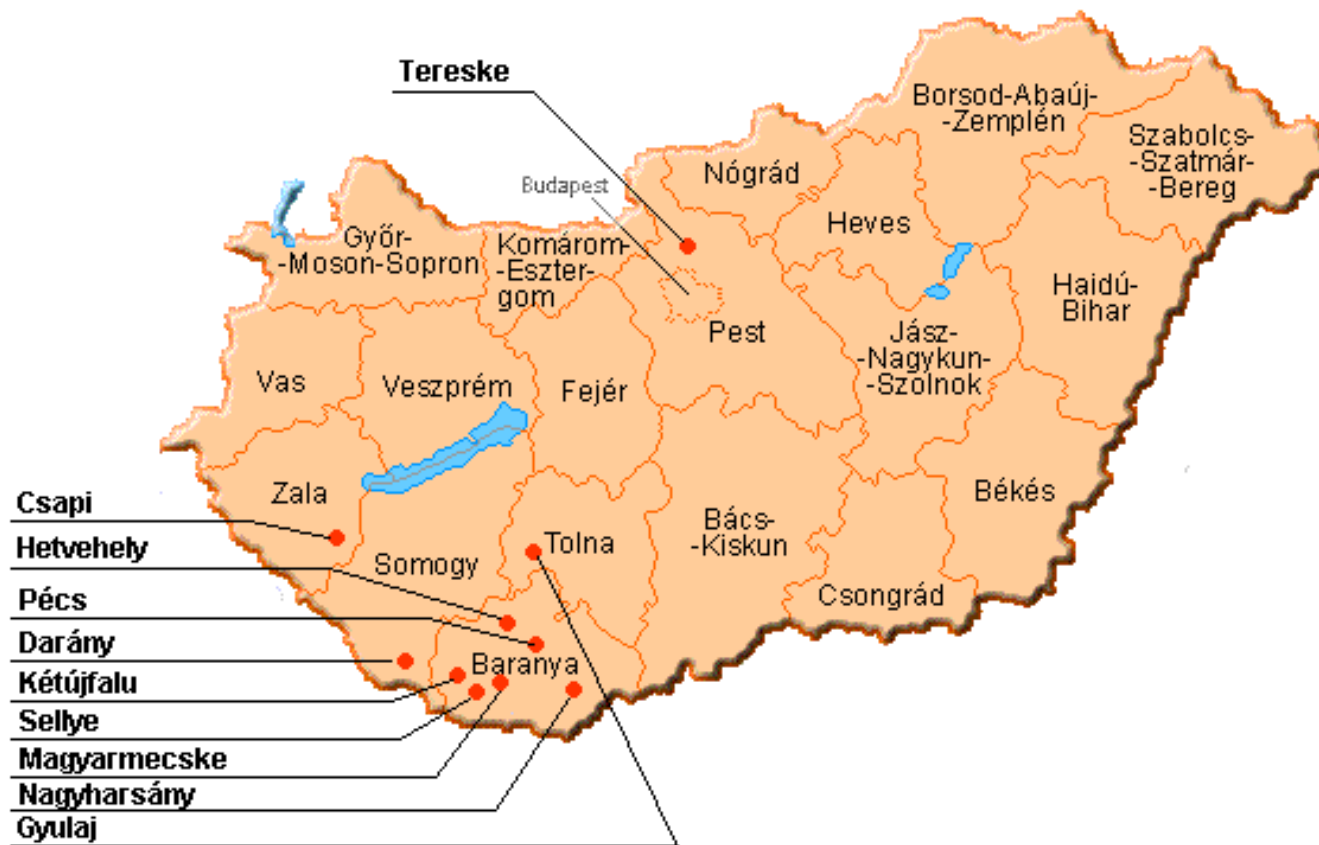 Tereske
Borsod-Abaúj-
-Zemplén
Szabolcs-
-Szatmár-
-Bereg
Nógrád
Budapest
Heves
Győr-
-Moson-Sopron
Komárom-
-Eszter-
gom
Haidú-
Bihar
Pest
Jász-
-Nagykun-
-Szolnok
Vas
Veszprém
Fejér
Zala
Békés
Csapi
Bács-
-Kiskun
Hetvehely
Tolna
Somogy
Csongrád
Pécs
Darány
Baranya
Kétújfalu
Sellye
Magyarmecske
Nagyharsány
Gyulaj